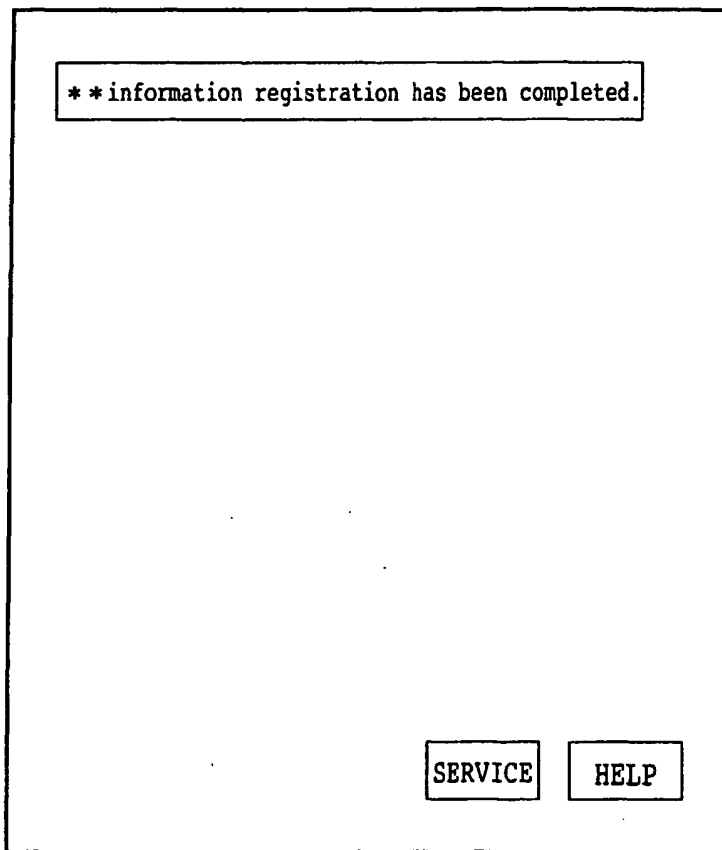 **information registration has been completed.
SERVICE HELP